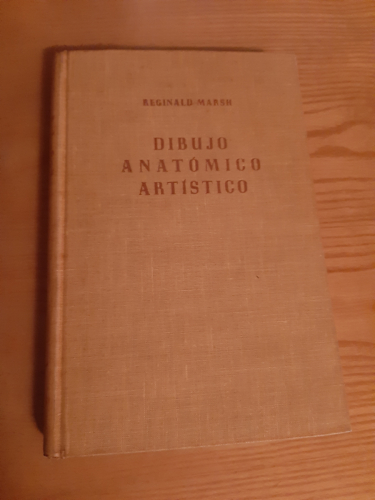 REGINALD-MARSH
DIBUJO
ANATÓMICO
ARTÍSTICO